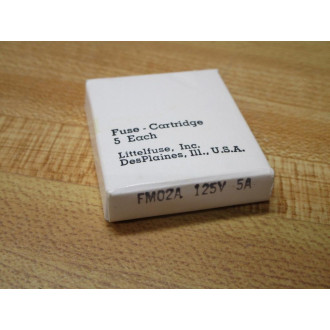 Fuse - Cartridge
5 Each
Littelfuse, Inc.
DesPlaines, Ill., U.S.A.
FM02A 125V 5A